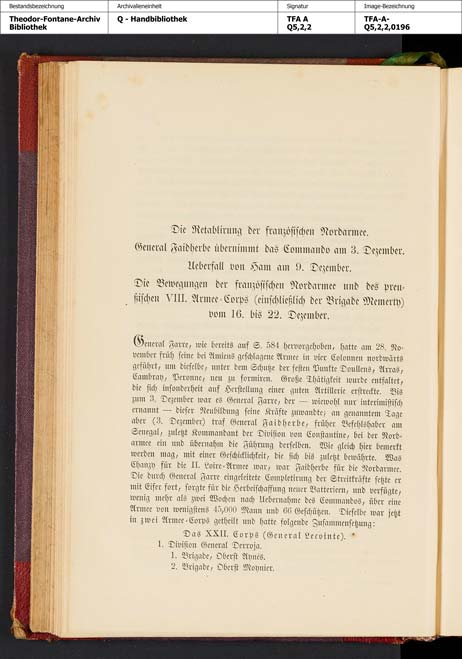 Bestandsbezeichnung Archivalieneinheit Signatur Image-Bezeichnung
Theodor-Fontane-Archiv Q - Handbibliothek TFA A TFA-A-
Bibliothek Q5,2,2 Q5,2,2,0196
Die Retablirung der französischen Nordarmee.
General Faidherbe übernimmt das Commando am 3. Dezember.
Ueberfall von Ham am 9. Dezember.
Die Bewegungen der französischen Nordarmee und des preu-
ßischen VIII. Armee-Corps (einschließlich der Brigade Memerty)
vom 16. bis 22. Dezember.
General Farre, wie bereits auf S. 584 hervorgehoben, hatte am 28. No-
vember früh seine bei Amiens geschlagene Armee in vier Colonnen nordwärts
geführt, um dieselbe, unter dem Schutze der festen Punkte Doullens, Arras,
Cambray, Peronne, neu zu formiren. Große Thätigkeit wurde entfaltet,
die sich insonderheit auf Herstellung einer guten Artillerie erstreckte. Bis
zum 3. Dezember war es General Farre, der — wiewohl nur interimistisch
ernannt — dieser Neubildung seine Kräfte zuwandte; an genanntem Tage
aber (3. Dezember) traf General Faidherbe, früher Befehlshaber am
Senegal, zuletzt Kommandant der Division von Constantine, bei der Nord-
armee ein und übernahm die Führung derselben. Wie gleich hier bemerkt
werden mag, mit einer Geschicklichkeit, die sich bis zuletzt bewährte. Was
Chanzy für die II. Loire-Armee war, war Faidherbe für die Nordarmee.
Die durch General Farre eingeleitete Completirung der Streitkräfte setzte er
mit Eifer fort, sorgte für die Herbeischaffung neuer Batterieen, und verfügte,
wenig mehr als zwei Wochen nach Uebernahme des Commandos, über eine
Armee von wenigstens 45,000 Mann und 66 Geschützen. Dieselbe war jetzt
in zwei Armee-Corps getheilt und hatte folgende Zusammensetzung:
Das XXII. Corps (General Lecointe).
1. Division General Derroja.
1. Brigade, Oberst Aynès.
2. Brigade, Oberst Moynier.